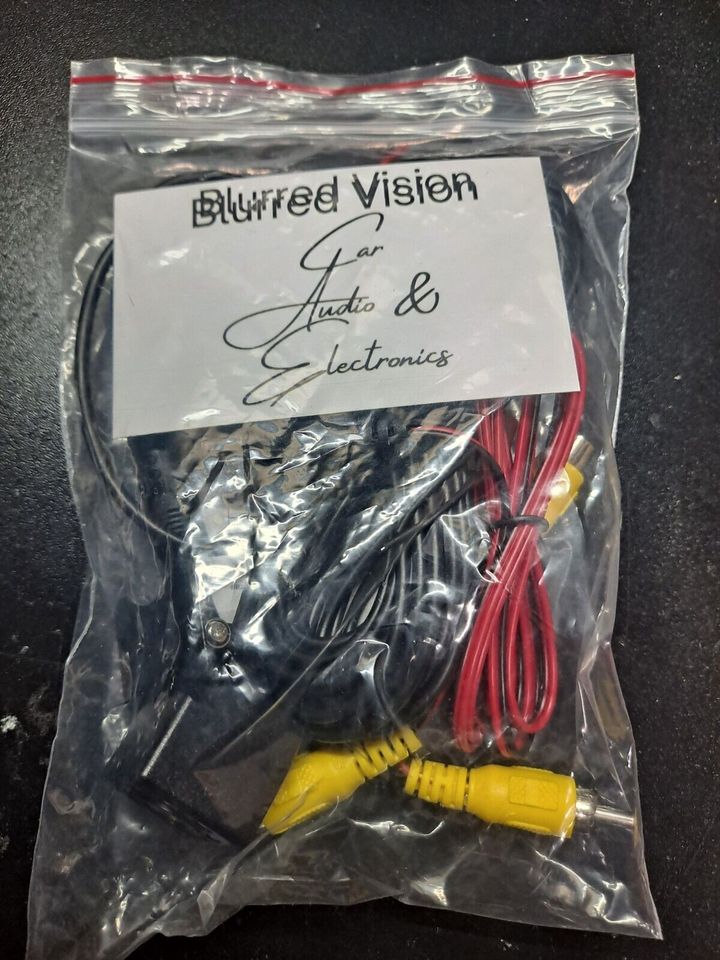 Blurred Vision
Car
Audio &
Electronics